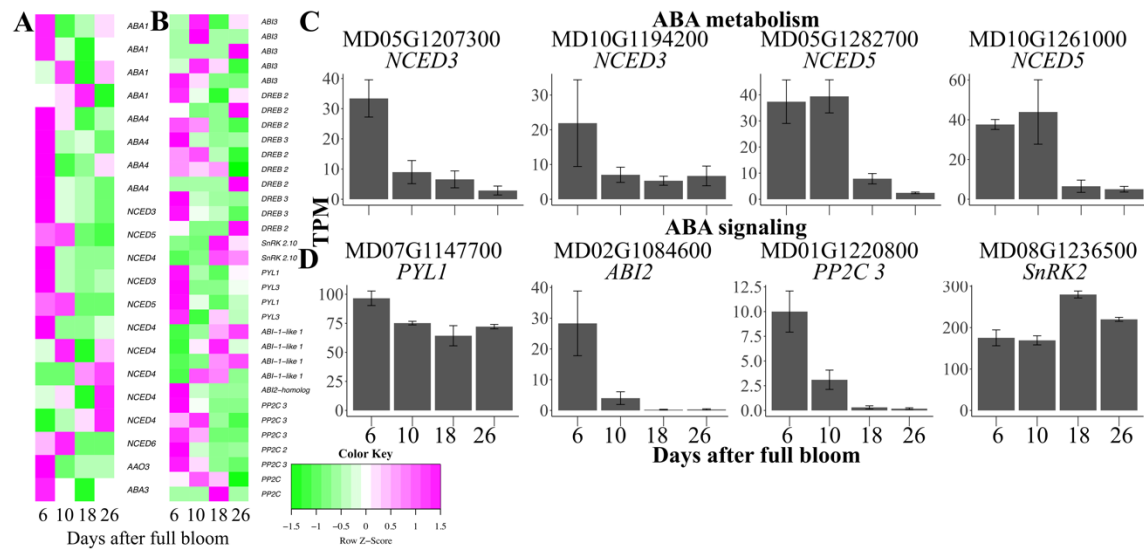 A
ABA1
ABA1
ABA1
ABA1
ABA4
ABA4
ABA4
ABA4
NCED3
NCED5
NCED4
NCED3
NCED5
NCED4
NCED4
NCED4
NCED4
NCED4
NCED6
AAO3
ABA3
6 10 18 26
B
ABI3
ABI3
ABI3
ABI3
ABI3
DREB 2
DREB 2
DREB 2
DREB 3
DREB 2
DREB 2
DREB 2
DREB 3
DREB 3
DREB 2
SnRK 2.10
SnRK 2.10
PYL1
PYL3
PYL1
PYL3
ABI-1-like 1
ABI-1-like 1
ABI-1-like 1
ABI-1-like 1
ABI2-homolog
PP2C 3
PP2C 3
PP2C 3
PP2C 2
PP2C 3
PP2C
PP2C
6 10 18 26
Days after full bloom
Color Key
−1.5 −1 −0.5 0 0.5 1 1.5
Row Z−Score
C
ABA metabolism
MD05G1207300
NCED3
40
30
20
10
0
MD10G1194200
NCED3
30
20
10
0
MD05G1282700
NCED5
40
30
20
10
0
MD10G1261000
NCED5
60
40
20
0
TPM
D
ABA signaling
MD07G1147700
PYL1
100
75
50
25
0
6 10 18 26
MD02G1084600
ABI2
40
30
20
10
0
6 10 18 26
MD01G1220800
PP2C 3
12.5
10.0
7.5
5.0
2.5
0.0
6 10 18 26
MD08G1236500
SnRK2
300
200
100
0
6 10 18 26
Days after full bloom